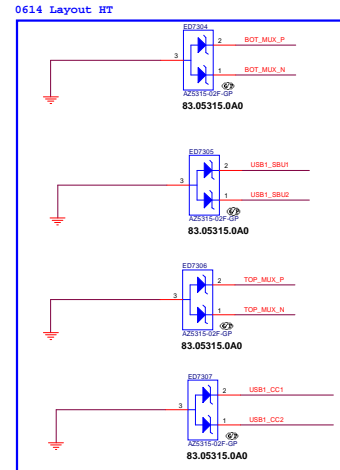 0614 Layout HT
ED7304
3
2
BOT_MUX_P
1
BOT_MUX_N
AZ5315-02F-GP
83.05315.0A0
ED7305
3
2
USB1_SBU1
1
USB1_SBU2
AZ5315-02F-GP
83.05315.0A0
ED7306
3
2
TOP_MUX_P
1
TOP_MUX_N
AZ5315-02F-GP
83.05315.0A0
ED7307
3
2
USB1_CC1
1
USB1_CC2
AZ5315-02F-GP
83.05315.0A0